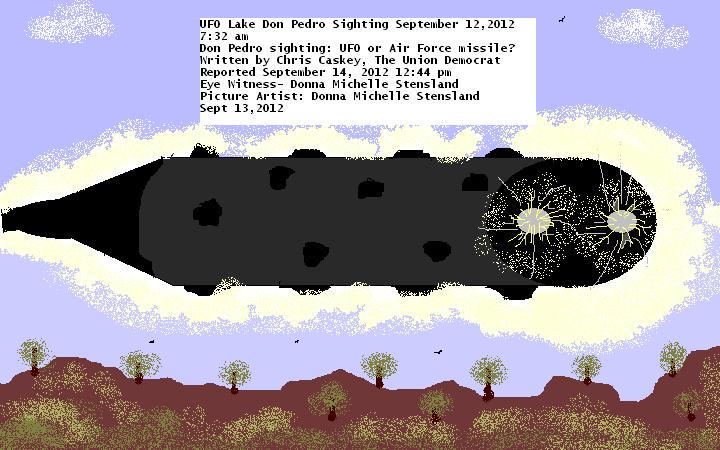 UFO Lake Don Pedro Sighting September 12,2012
7:32 am
Don Pedro sighting: UFO or Air Force missile?
Written by Chris Caskey, The Union Democrat
Reported September 14, 2012 12:44 pm
Eye Witness- Donna Michelle Stensland
Picture Artist: Donna Michelle Stensland
Sept 13,2012